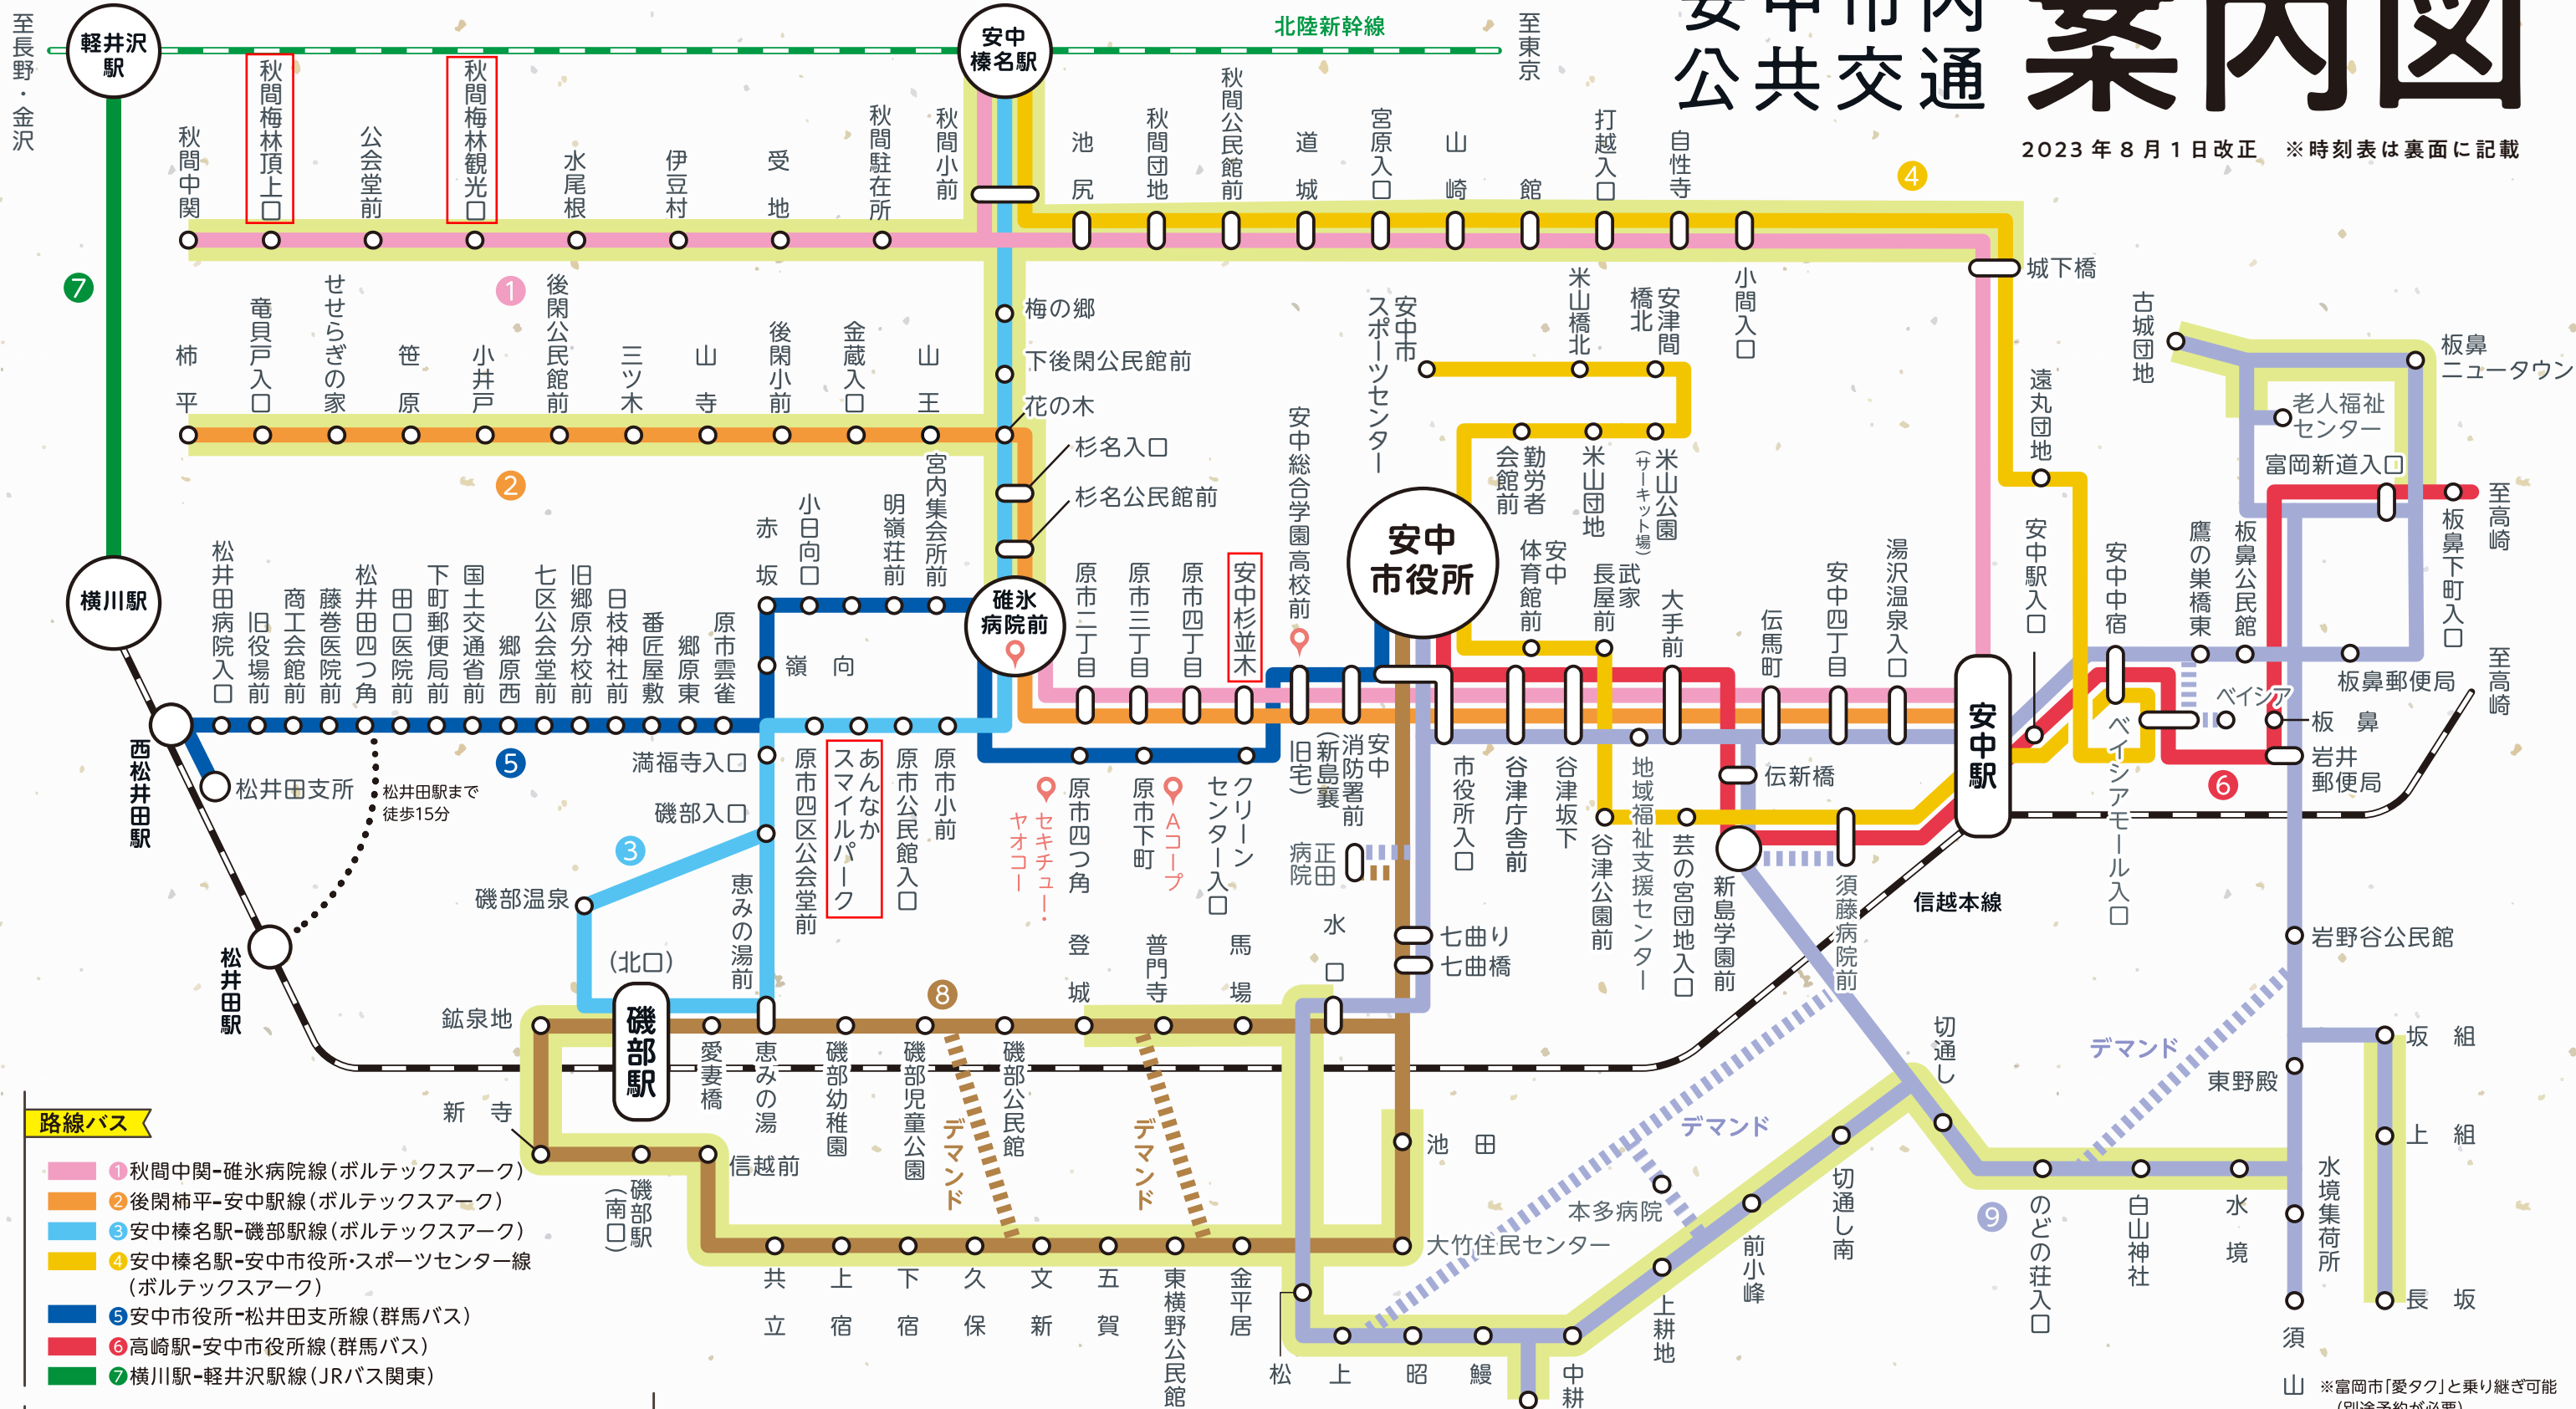 安中市内
公共交通
案内図
2023年8月1日改正 ※時刻表は裏面に記載
至長野・金沢
軽井沢駅
安中榛名駅
北陸新幹線
至東京
秋間中関
秋間梅林頂上口
公会堂前
秋間梅林観光口
水尾根
伊豆村
受地
秋間駐在所
秋間小前
池尻
秋間団地
秋間公民館前
道城
宮原入口
山崎
館
打越入口
自性寺
小間入口
4
城下橋
7
1
柿平
竜貝戸入口
せせらぎの家
笹原
小井戸
後閑公民館前
三ツ木
山寺
後閑小前
金蔵入口
山王
梅の郷
下後閑公民館前
花の木
杉名入口
杉名公民館前
2
安中市
スポーツセンター
米山橋北
安津間
橋北
勤労者
会館前
米山団地
米山公園
(サーキット場)
遠丸団地
古城団地
板鼻
ニュータウン
老人福祉
センター
富岡新道入口
至高崎
板鼻下町入口
横川駅
西松井田駅
松井田支所
松井田駅
松井田駅まで
徒歩15分
松井田病院入口
旧役場前
商工会館前
藤巻医院前
松井田四つ角
田口医院前
下町郵便局前
国土交通省前
郷原西
七区公会堂前
旧郷原分校前
日枝神社前
番匠屋敷
郷原東
原市雲雀
5
赤坂
小日向口
明嶺荘前
宮内集会所前
嶺向
碓氷
病院前
原市二丁目
原市三丁目
原市四丁目
安中杉並木
安中総合学園高校前
安中
市役所
安中
体育館前
武家
長屋前
大手前
伝馬町
安中四丁目
湯沢温泉入口
安中駅
安中駅入口
安中中宿
鷹の巣橋東
板鼻公民館
板鼻郵便局
ベイシア
板鼻
岩井
郵便局
6
ベイシアモール入口
至高崎
満福寺入口
磯部入口
3
磯部温泉
恵みの湯前
原市四区公会堂前
あんなか
スマイルパーク
原市公民館入口
原市小前
セキチュー・
ヤオコー
原市四つ角
原市下町
Aコープ
クリーン
センター入口
安中
消防署前
(新島襄
旧宅)
正田
病院
市役所入口
谷津庁舎前
谷津坂下
谷津公園前
地域福祉支援センター
芸の宮団地入口
伝新橋
新島学園前
須藤病院前
信越本線
七曲り
七曲橋
水口
(北口)
磯部駅
鉱泉地
新寺
磯部駅
(南口)
信越前
愛妻橋
恵みの湯
磯部幼稚園
磯部児童公園
磯部公民館
8
登城
普門寺
馬場
デマンド
デマンド
共立
上宿
下宿
久保
文新
五賀
東横野公民館
金平居
池田
大竹住民センター
松
上
昭
鰻
中耕
本多病院
デマンド
上耕地
前小峰
切通し南
切通し
9
のどの荘入口
白山神社
水境
水境集荷所
デマンド
岩野谷公民館
東野殿
坂組
上組
長坂
須山
※富岡市「愛タク」と乗り継ぎ可能
(別途予約が必要)
路線バス
1秋間中関-碓氷病院線(ボルテックスアーク)
2後閑柿平-安中駅線(ボルテックスアーク)
3安中榛名駅-磯部駅線(ボルテックスアーク)
4安中榛名駅-安中市役所・スポーツセンター線
(ボルテックスアーク)
5安中市役所-松井田支所線(群馬バス)
6高崎駅-安中市役所線(群馬バス)
7横川駅-軽井沢駅線(JRバス関東)